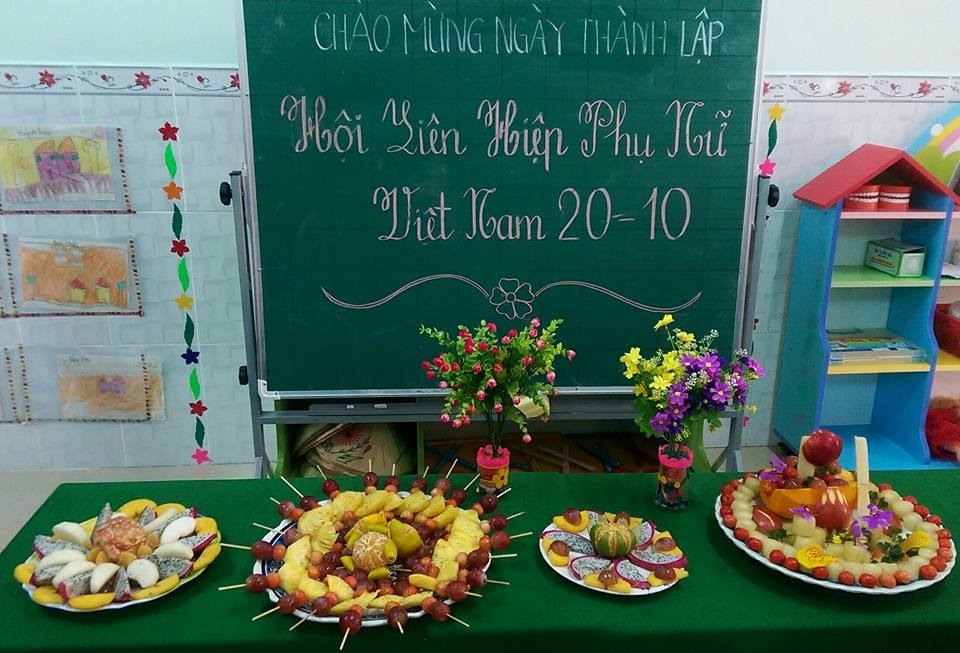 CHÀO MỪNG NGÀY THÀNH LẬP
Hội Liên Hiệp Phụ Nữ
Việt Nam 20-10